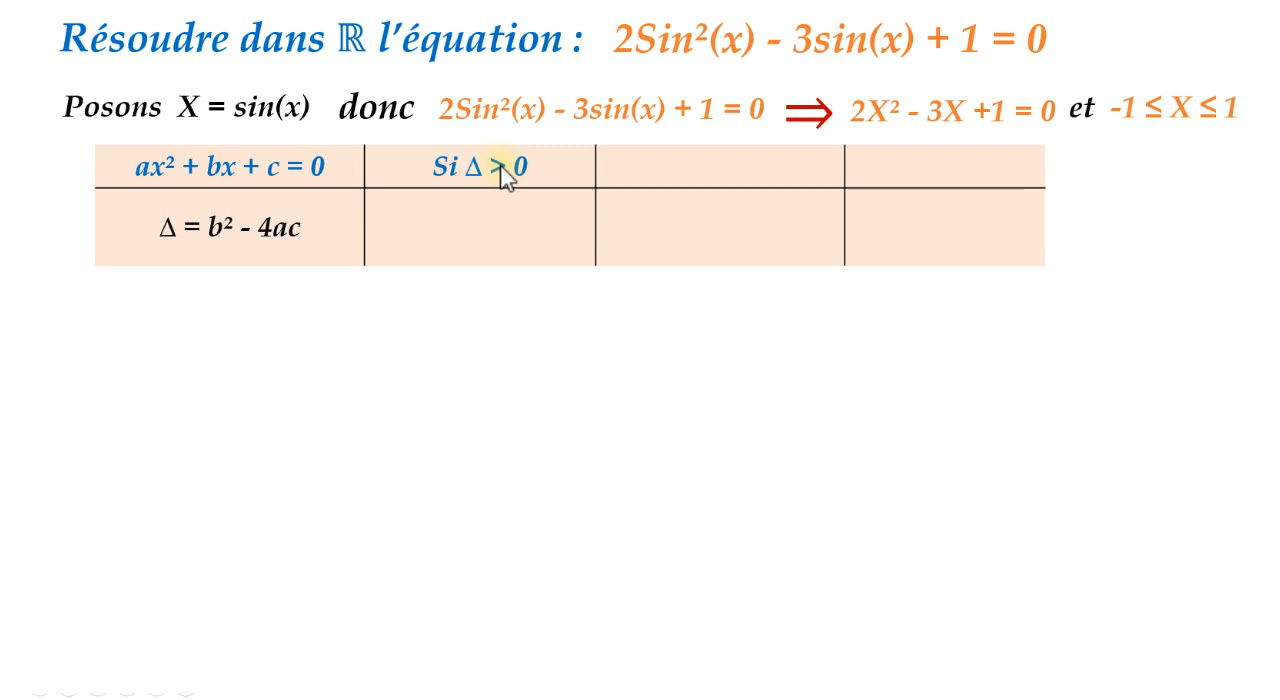 Résoudre dans ℝ l’équation : 2Sin²(x) - 3sin(x) + 1 = 0
Posons X = sin(x) donc 2Sin²(x) - 3sin(x) + 1 = 0 ⇒ 2X² - 3X +1 = 0 et -1 ≤ X ≤ 1
ax² + bx + c = 0 Si Δ > 0
Δ = b² - 4ac